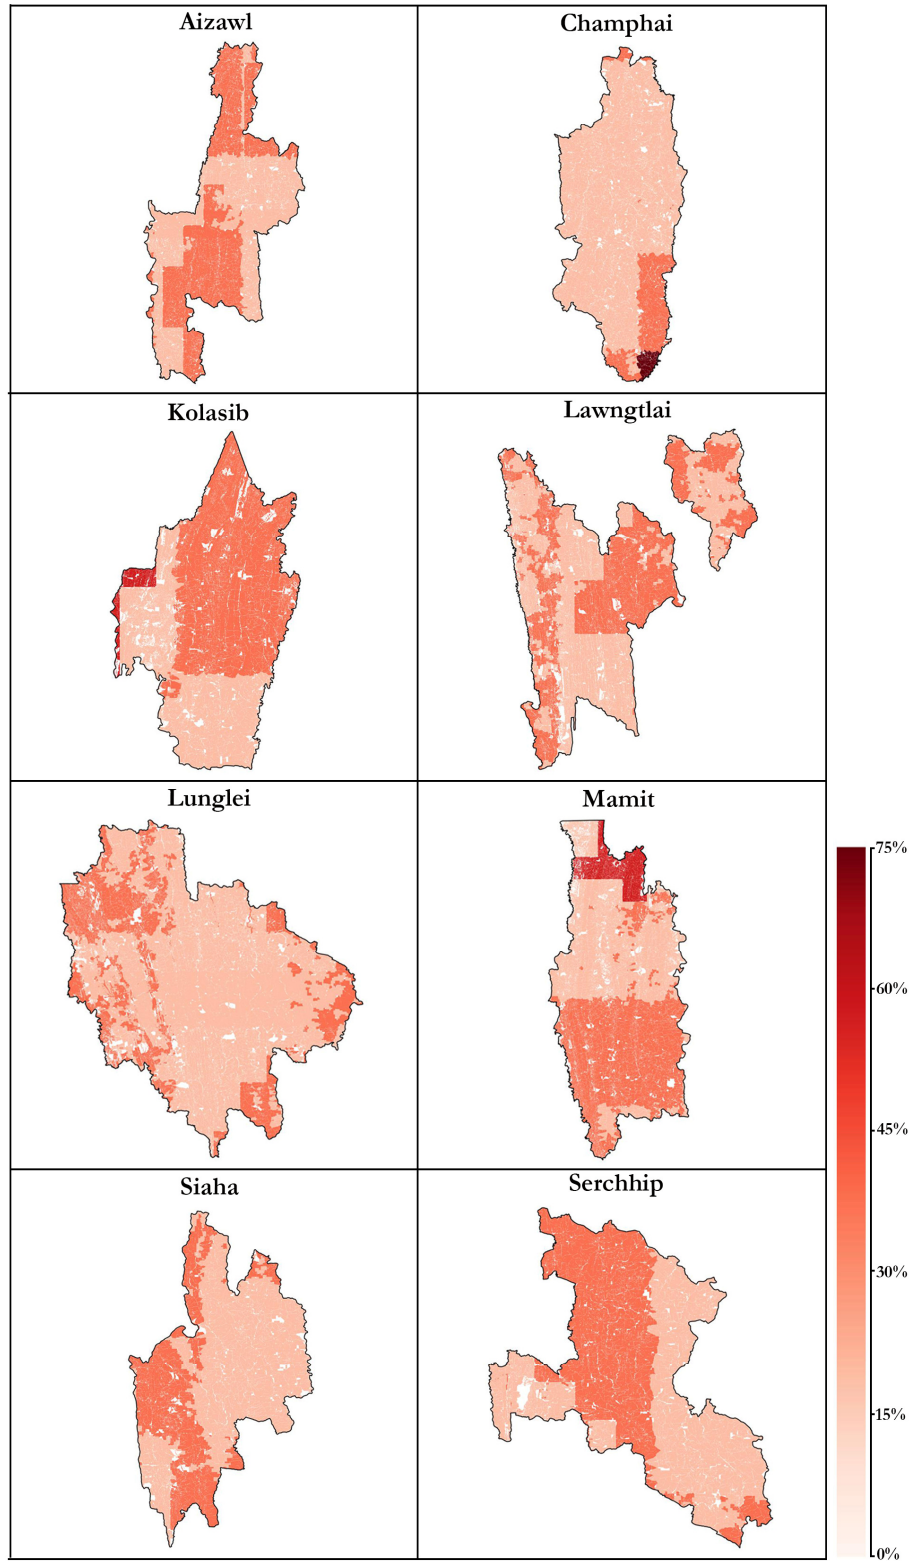 Aizawl
Champhai
Kolasib
Lawngtlai
Lunglei
Mamit
75%
60%
45%
Siaha
Serchhip
30%
15%
0%